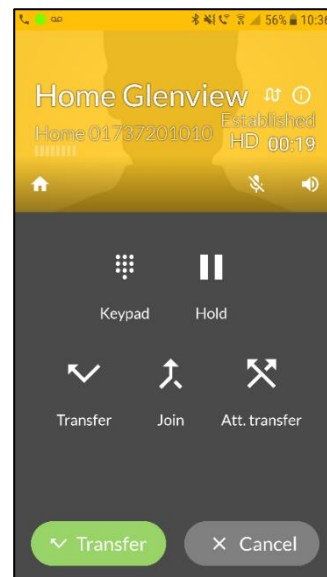 56% 10:36
Home Glenview
Established
Home 01737201010
HD 00:19
Keypad
Hold
Transfer
Join
Att. transfer
Transfer
Cancel